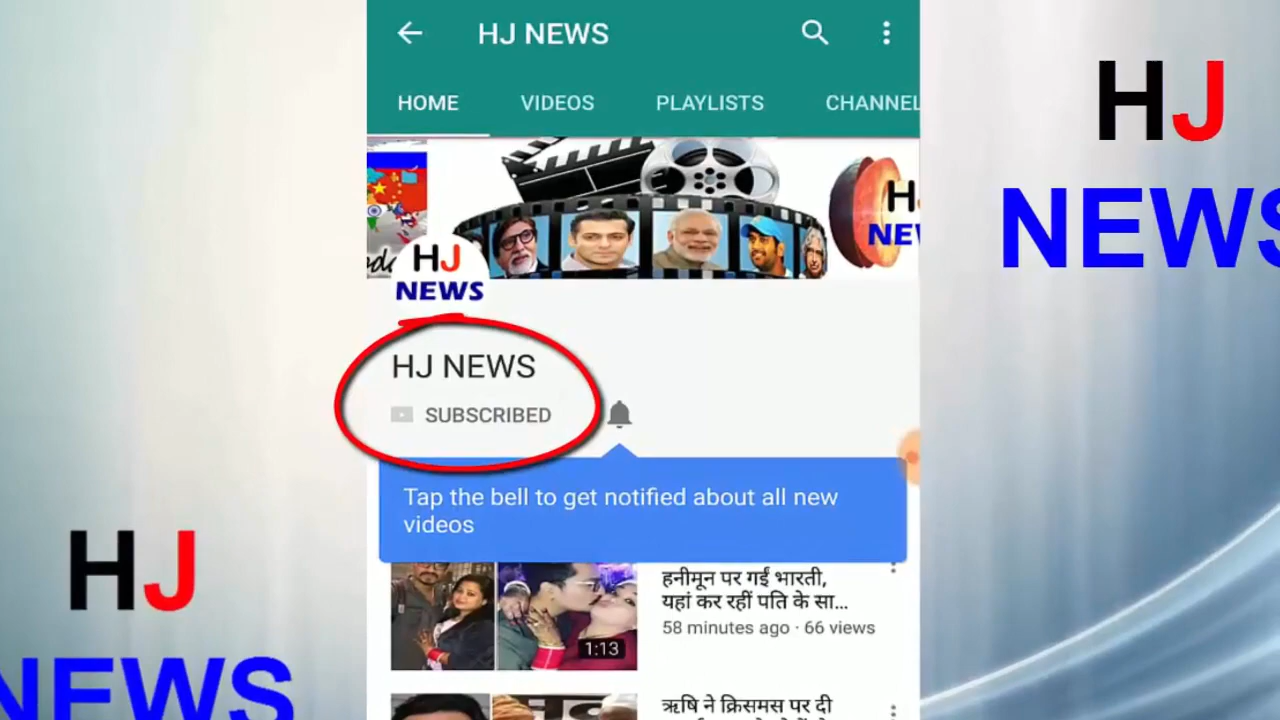 HJ NEWS
HOME VIDEOS PLAYLISTS CHANNEL
HJ
NEWS
HJ
NEWS
HJ
NEWS
HJ NEWS
SUBSCRIBED
Tap the bell to get notified about all new
videos
हनीमून पर गईं भारती,
यहां कर रहीं पति के सा...
58 minutes ago · 66 views
1:13
HJ
NEWS
ऋषि ने क्रिसमस पर दी